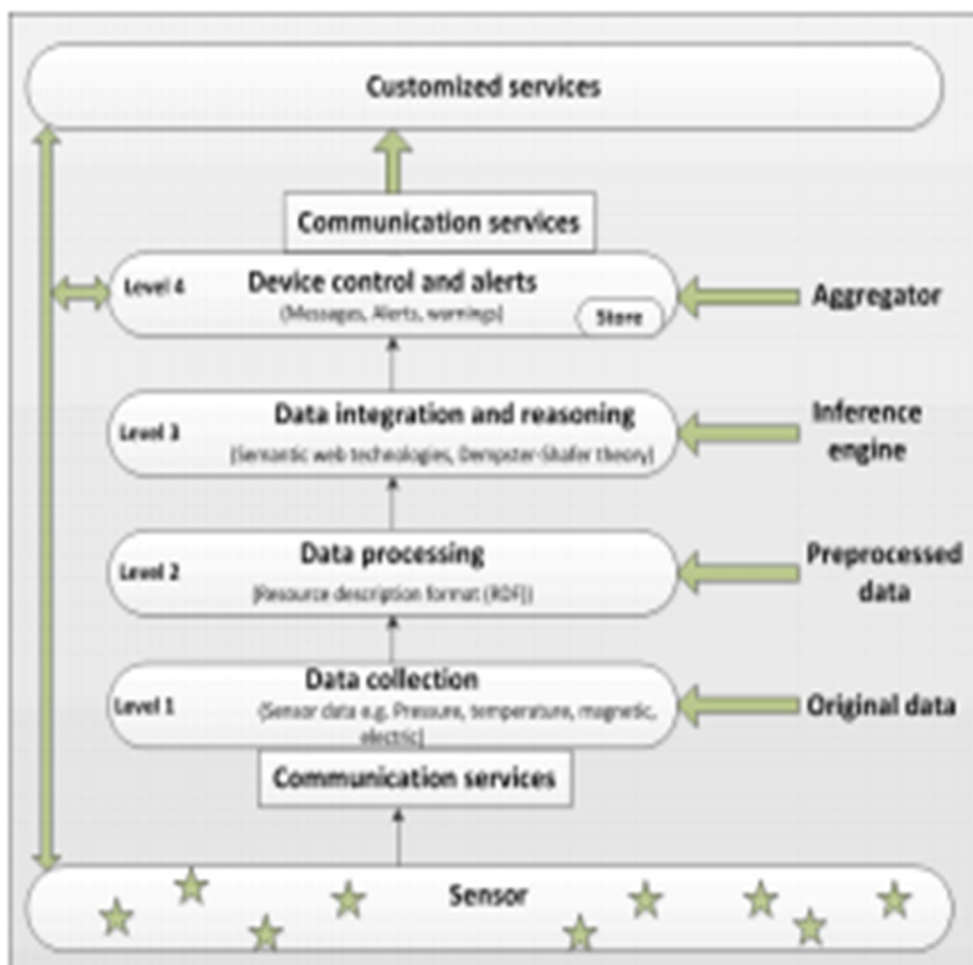 Customized services
Communication services
Level 4
Device control and alerts
(Messages, Alerts, warnings)
Store
Aggregator
Level 3
Data integration and reasoning
(Semantic web technologies, Dempster-Shafer theory)
Inference
engine
Level 2
Data processing
(Resource description format (RDF))
Preprocessed
data
Level 1
Data collection
(Sensor data e.g. Pressure, temperature, magnetic,
electric)
Original data
Communication services
Sensor